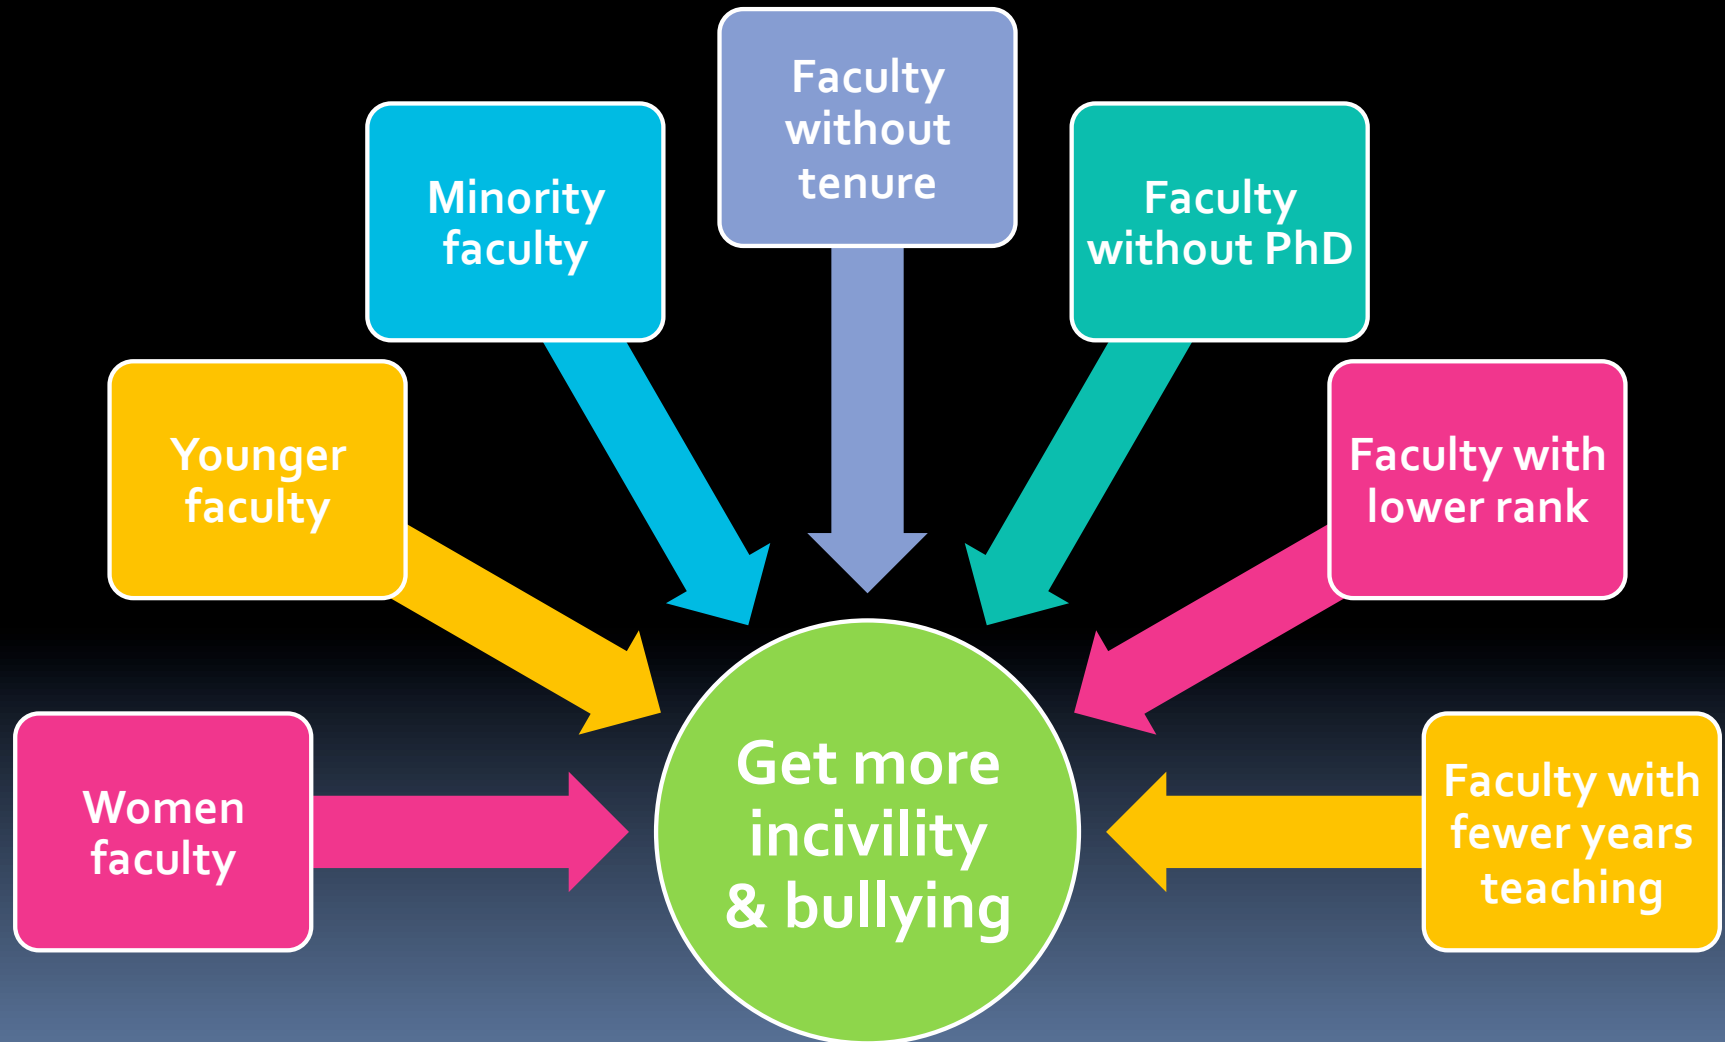 Faculty
without
tenure
Minority
faculty
Faculty
without PhD
Younger
faculty
Faculty with
lower rank
Women
faculty
Get more
incivility
& bullying
Faculty with
fewer years
teaching